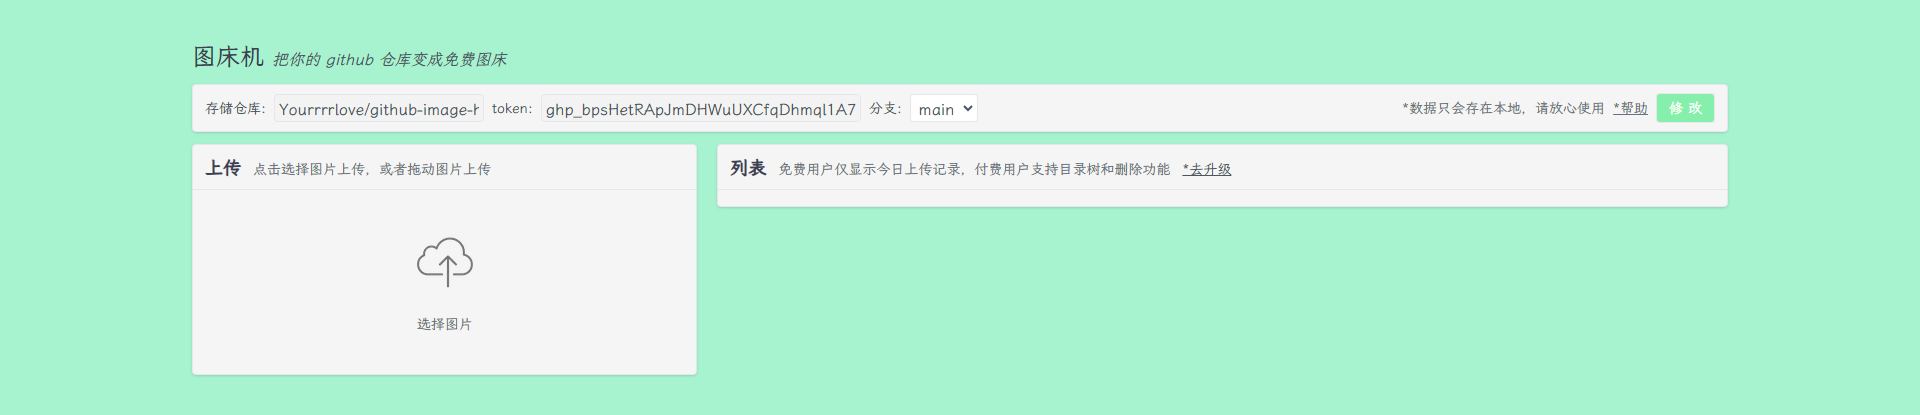 图床机 把你的 github 仓库变成免费图床
存储仓库: Yourrrrlove/github-image-h token: ghp_bpsHetRApJmDHWuUXCfqDhmql1A7 分支: main *数据只会存在本地，请放心使用 *帮助 修 改
上传 点击选择图片上传，或者拖动图片上传
列表 免费用户仅显示今日上传记录，付费用户支持目录树和删除功能 *去升级
选择图片